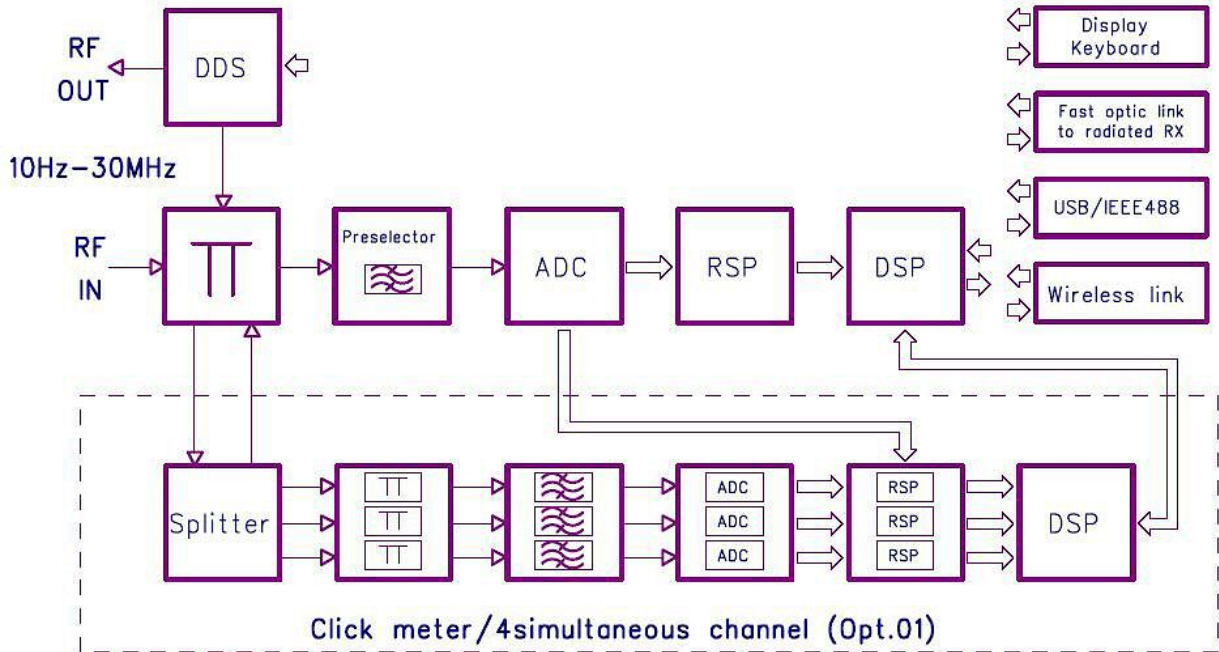 RF
OUT
DDS
Display
Keyboard
Fast optic link
to radiated RX
10Hz-30MHz
USB/IEEE488
RF
IN
Preselector
ADC
RSP
DSP
Wireless link
Splitter
ADC
ADC
ADC
RSP
RSP
RSP
DSP
Click meter/4simultaneous channel (Opt.01)